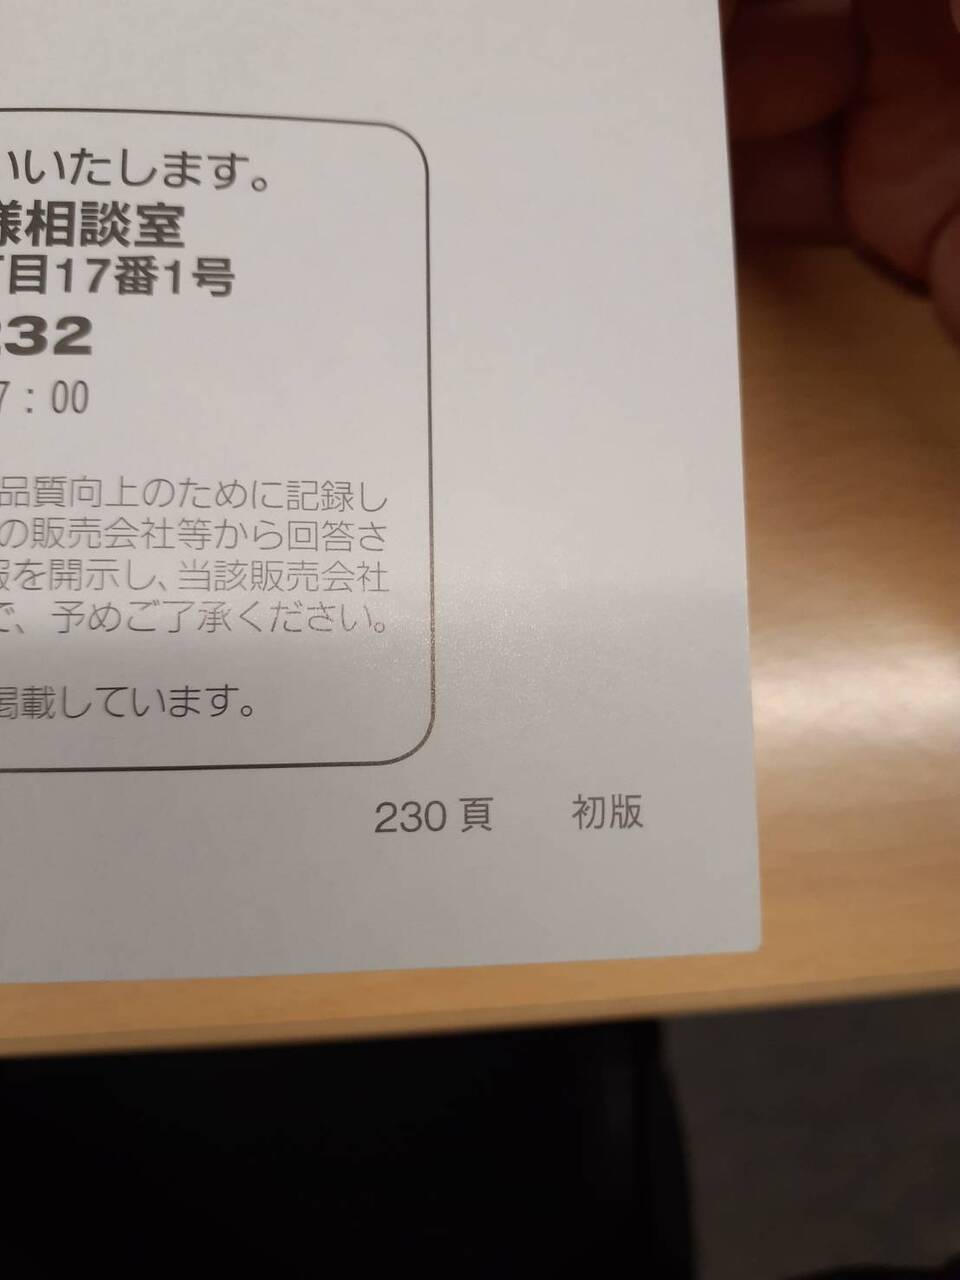 いいたします。
様相談室
丁目17番1号
232
7：00
品質向上のために記録し
の販売会社等から回答さ
報を開示し、当該販売会社
で、予めご了承ください。
掲載しています。
230 頁 初版